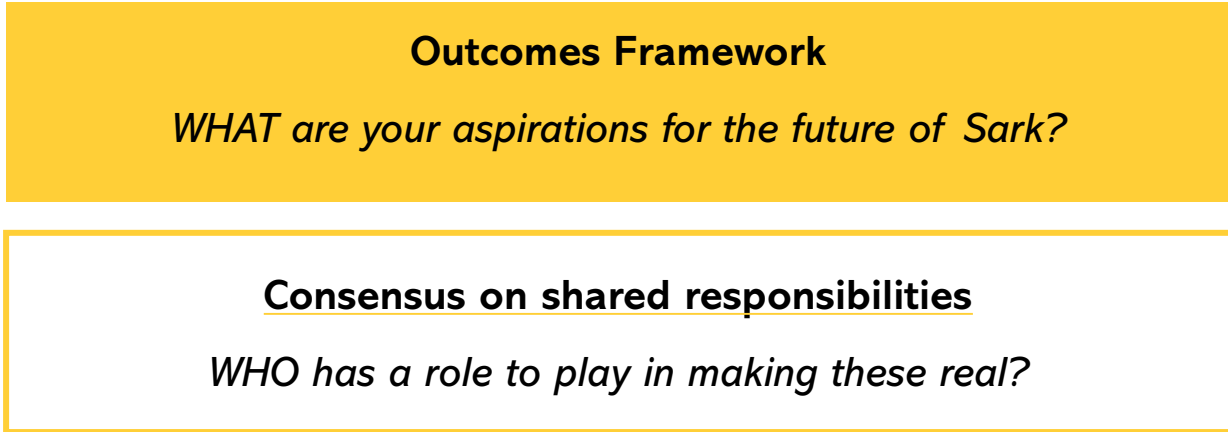 Outcomes Framework
WHAT are your aspirations for the future of Sark?
Consensus on shared responsibilities
WHO has a role to play in making these real?